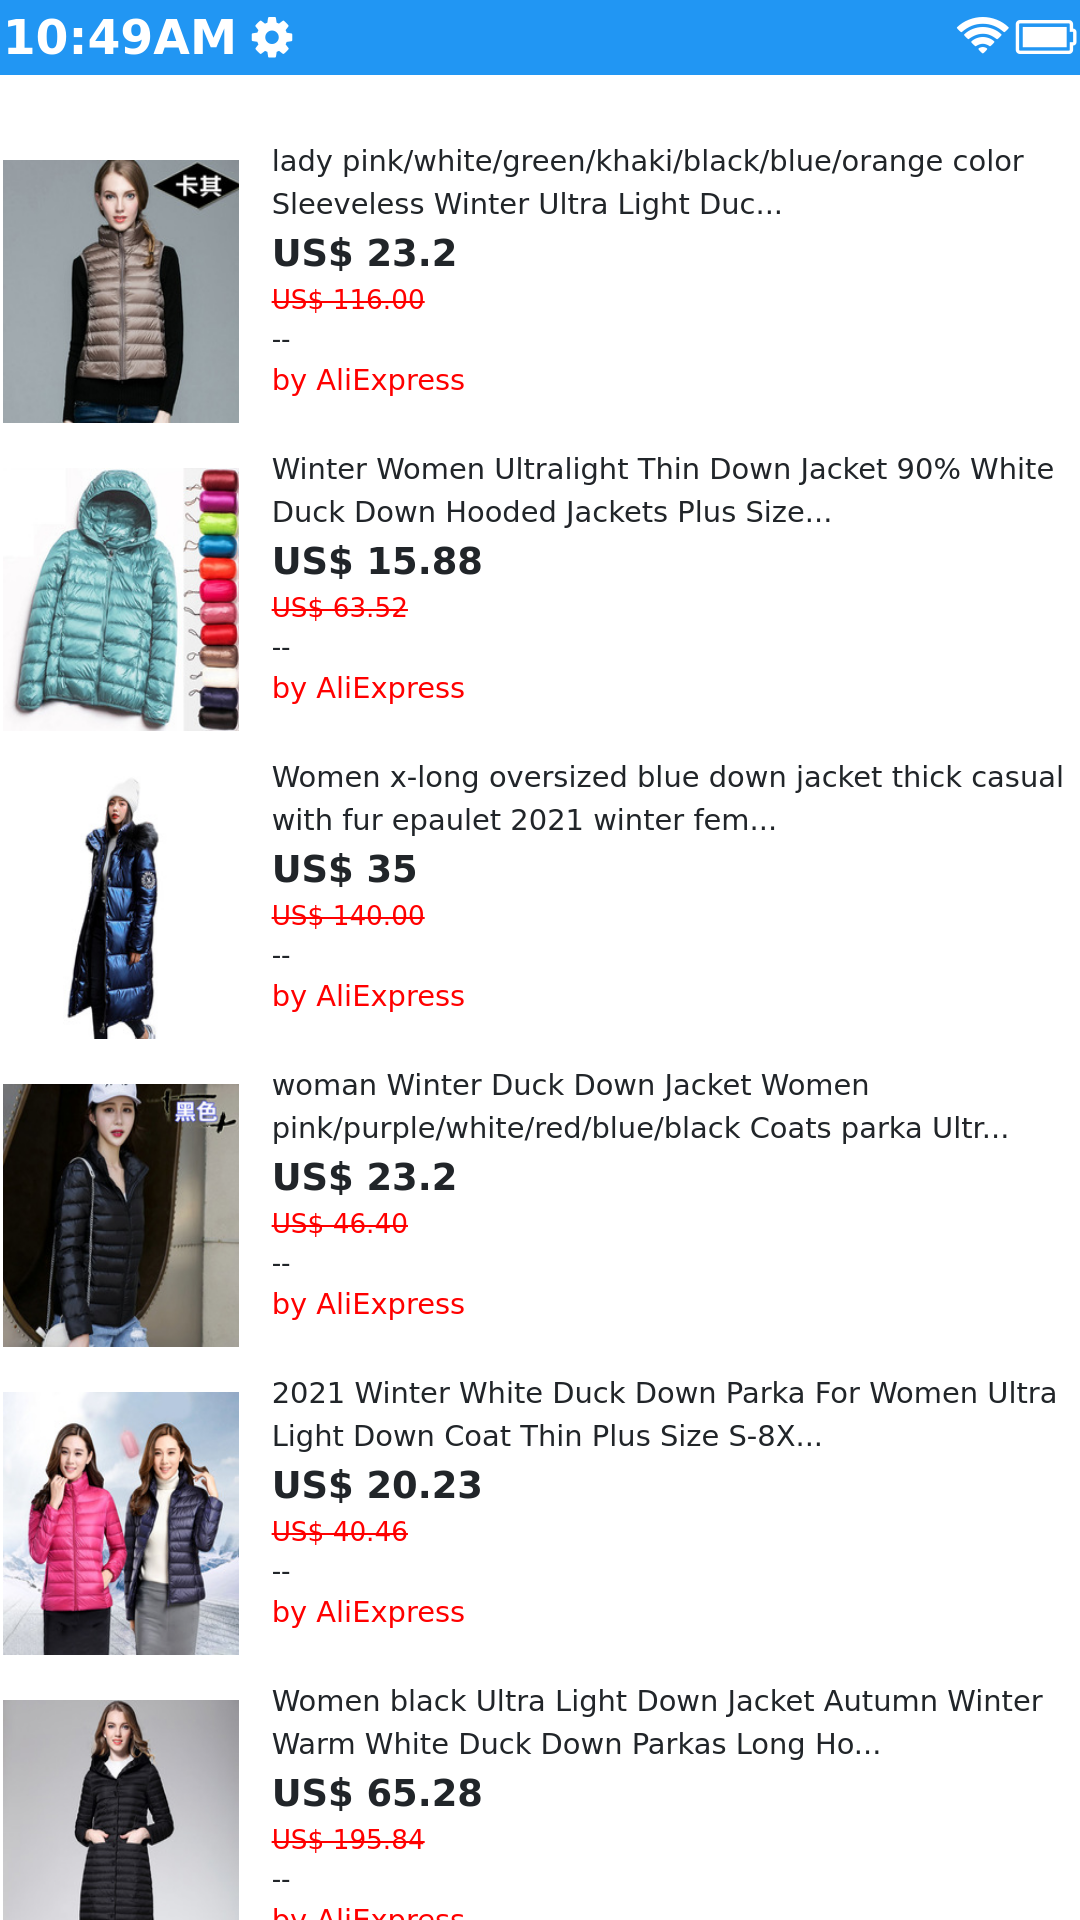 10:49AM
卡其
lady pink/white/green/khaki/black/blue/orange color
Sleeveless Winter Ultra Light Duc...
US$ 23.2
US$ 116.00
--
by AliExpress
Winter Women Ultralight Thin Down Jacket 90% White
Duck Down Hooded Jackets Plus Size...
US$ 15.88
US$ 63.52
--
by AliExpress
Women x-long oversized blue down jacket thick casual
with fur epaulet 2021 winter fem...
US$ 35
US$ 140.00
--
by AliExpress
黑色
woman Winter Duck Down Jacket Women
pink/purple/white/red/blue/black Coats parka Ultr...
US$ 23.2
US$ 46.40
--
by AliExpress
2021 Winter White Duck Down Parka For Women Ultra
Light Down Coat Thin Plus Size S-8X...
US$ 20.23
US$ 40.46
--
by AliExpress
Women black Ultra Light Down Jacket Autumn Winter
Warm White Duck Down Parkas Long Ho...
US$ 65.28
US$ 195.84
--
by AliExpress